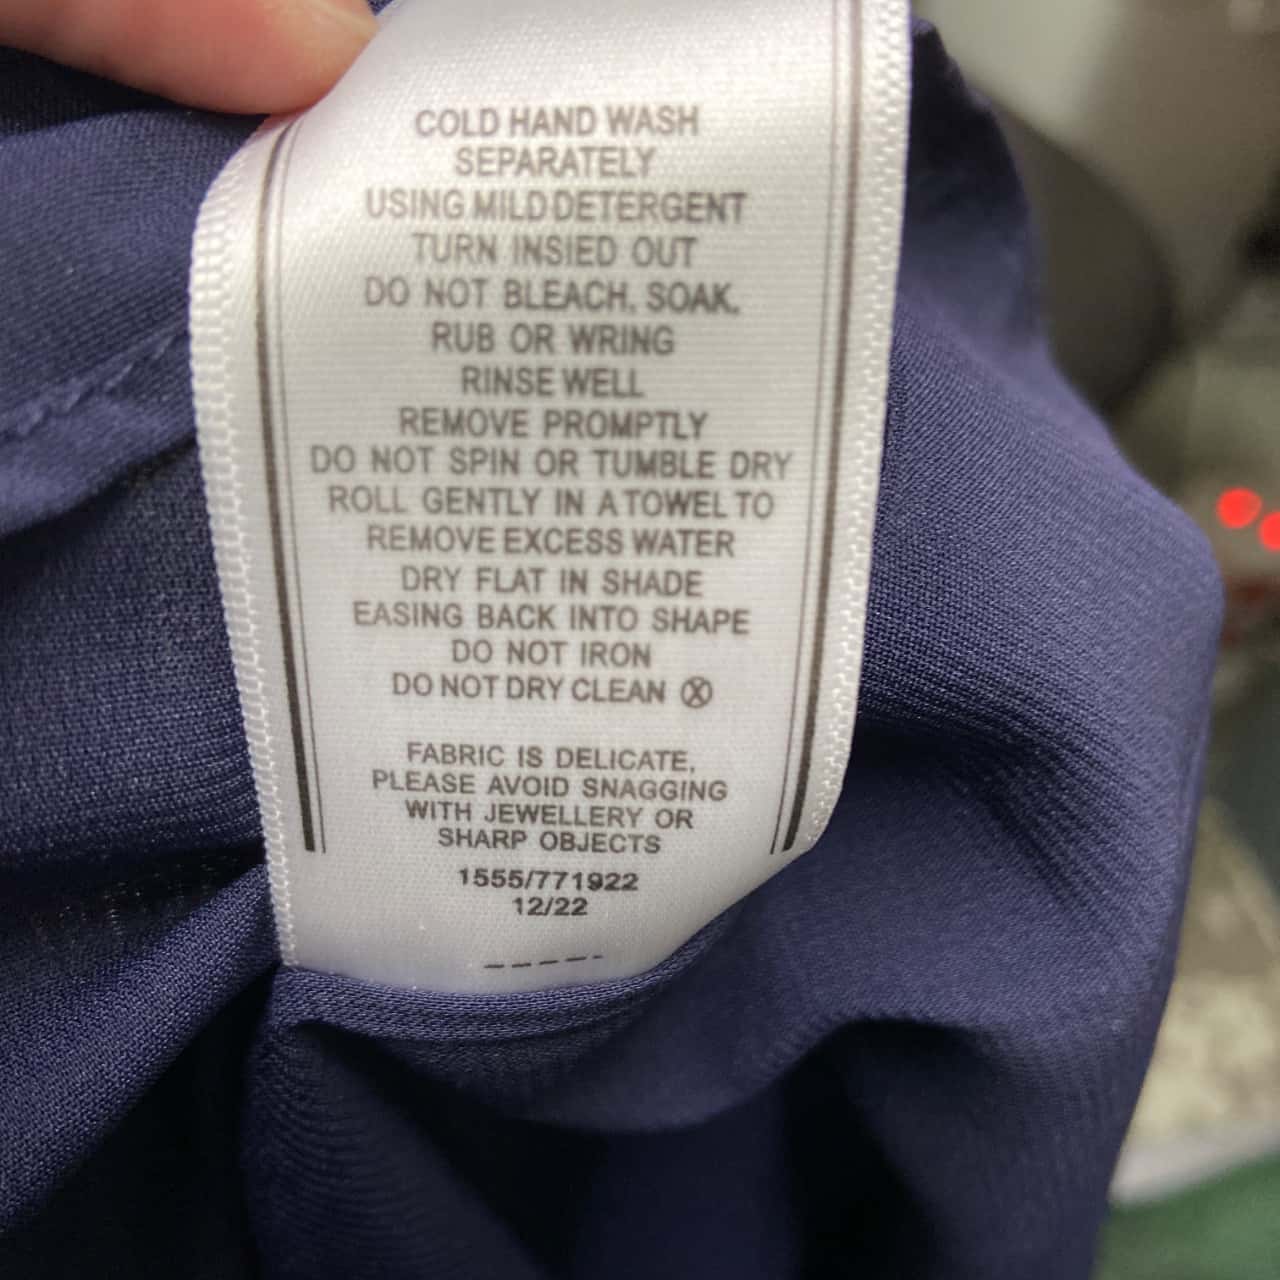 COLD HAND WASH
SEPARATELY
USING MILD DETERGENT
TURN INSIED OUT
DO NOT BLEACH, SOAK,
RUB OR WRING
RINSE WELL
REMOVE PROMPTLY
DO NOT SPIN OR TUMBLE DRY
ROLL GENTLY IN A TOWEL TO
REMOVE EXCESS WATER
DRY FLAT IN SHADE
EASING BACK INTO SHAPE
DO NOT IRON
DO NOT DRY CLEAN Ⓧ
FABRIC IS DELICATE,
PLEASE AVOID SNAGGING
WITH JEWELLERY OR
SHARP OBJECTS
1555/771922
12/22